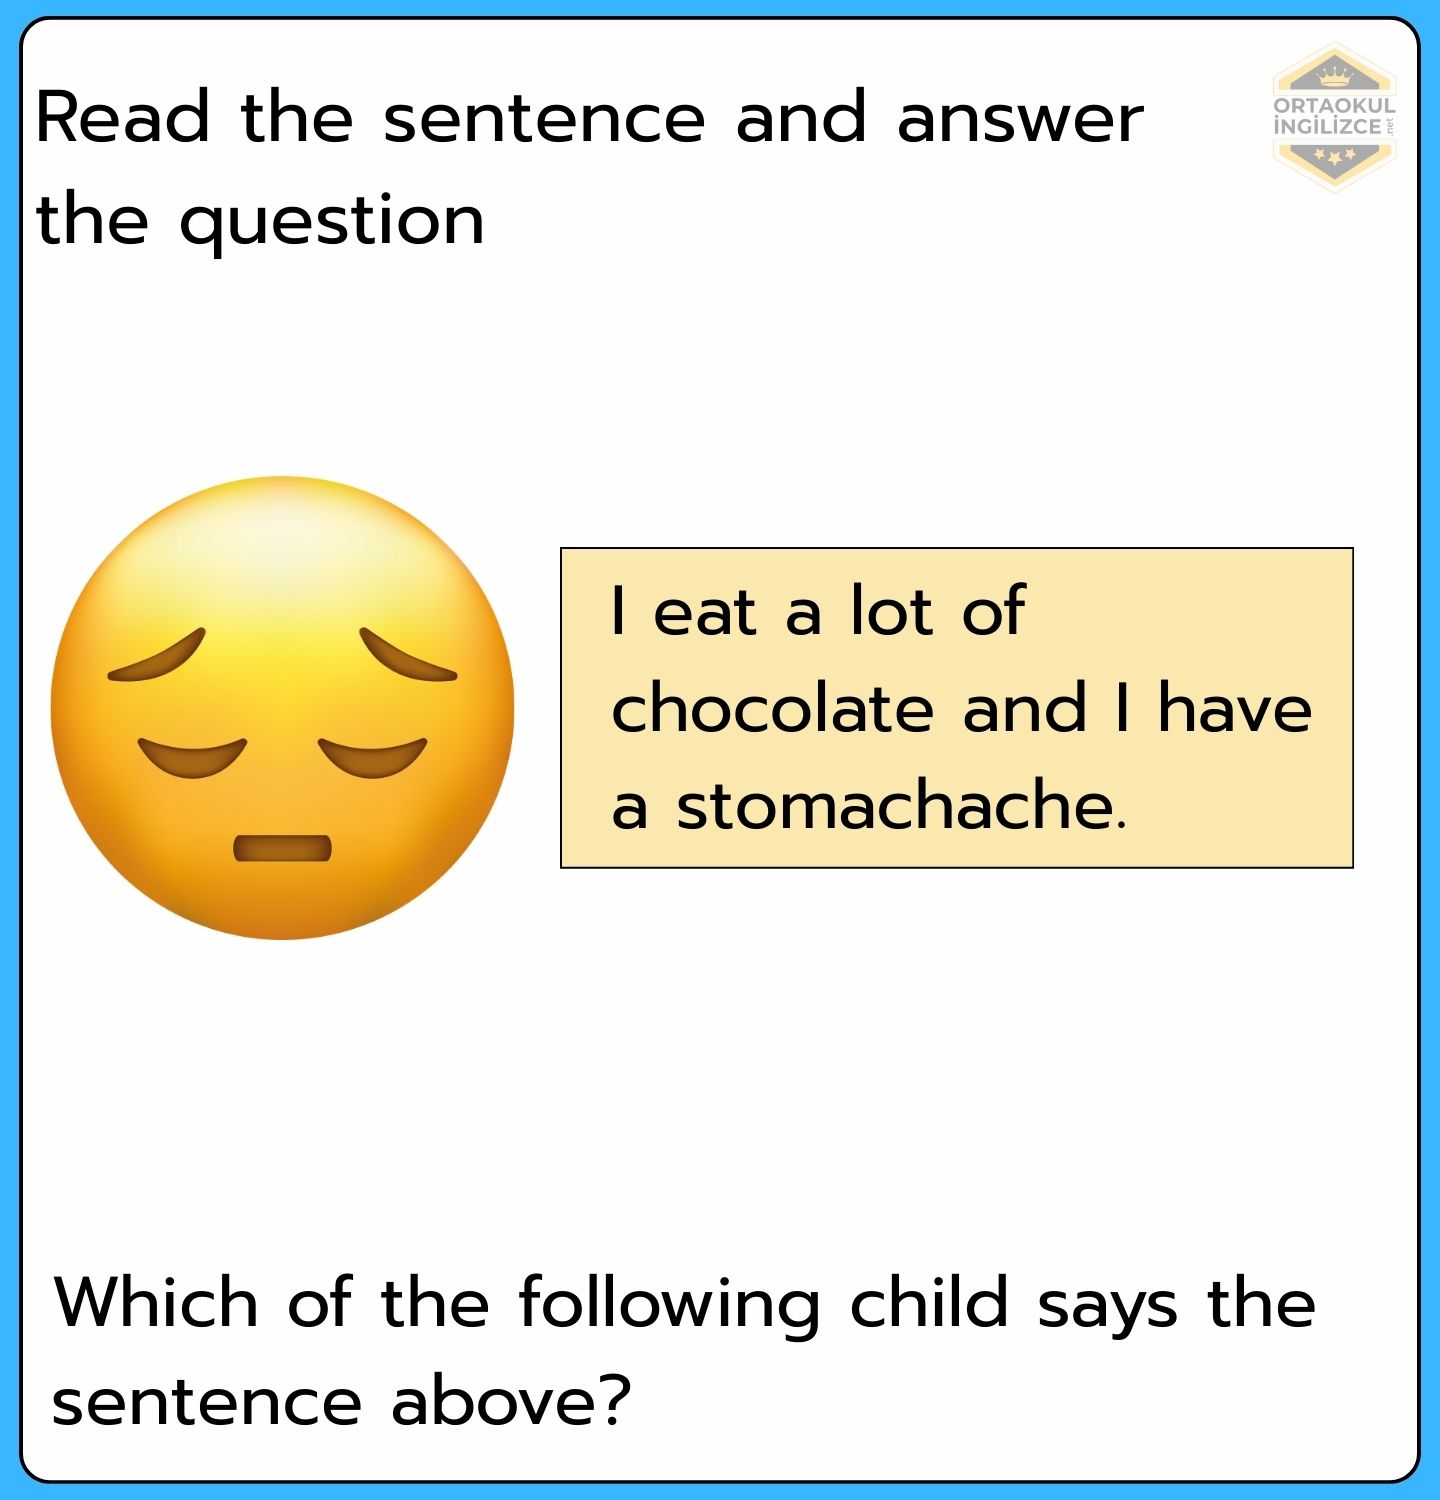 Read the sentence and answer
the question
ORTAOKUL
İNGİLİZCE
.net
I eat a lot of
chocolate and I have
a stomachache.
Which of the following child says the
sentence above?